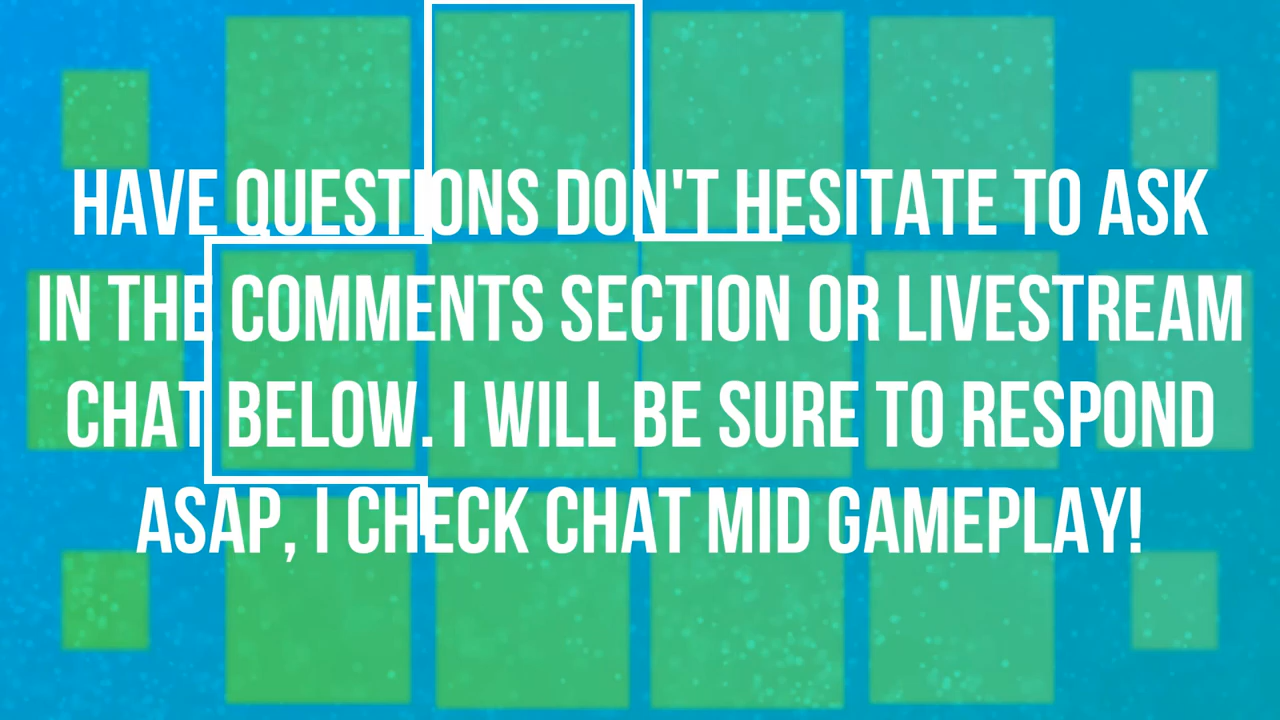 HAVE QUESTIONS DON'T HESITATE TO ASK
IN THE COMMENTS SECTION OR LIVESTREAM
CHAT BELOW. I WILL BE SURE TO RESPOND
ASAP, I CHECK CHAT MID GAMEPLAY!